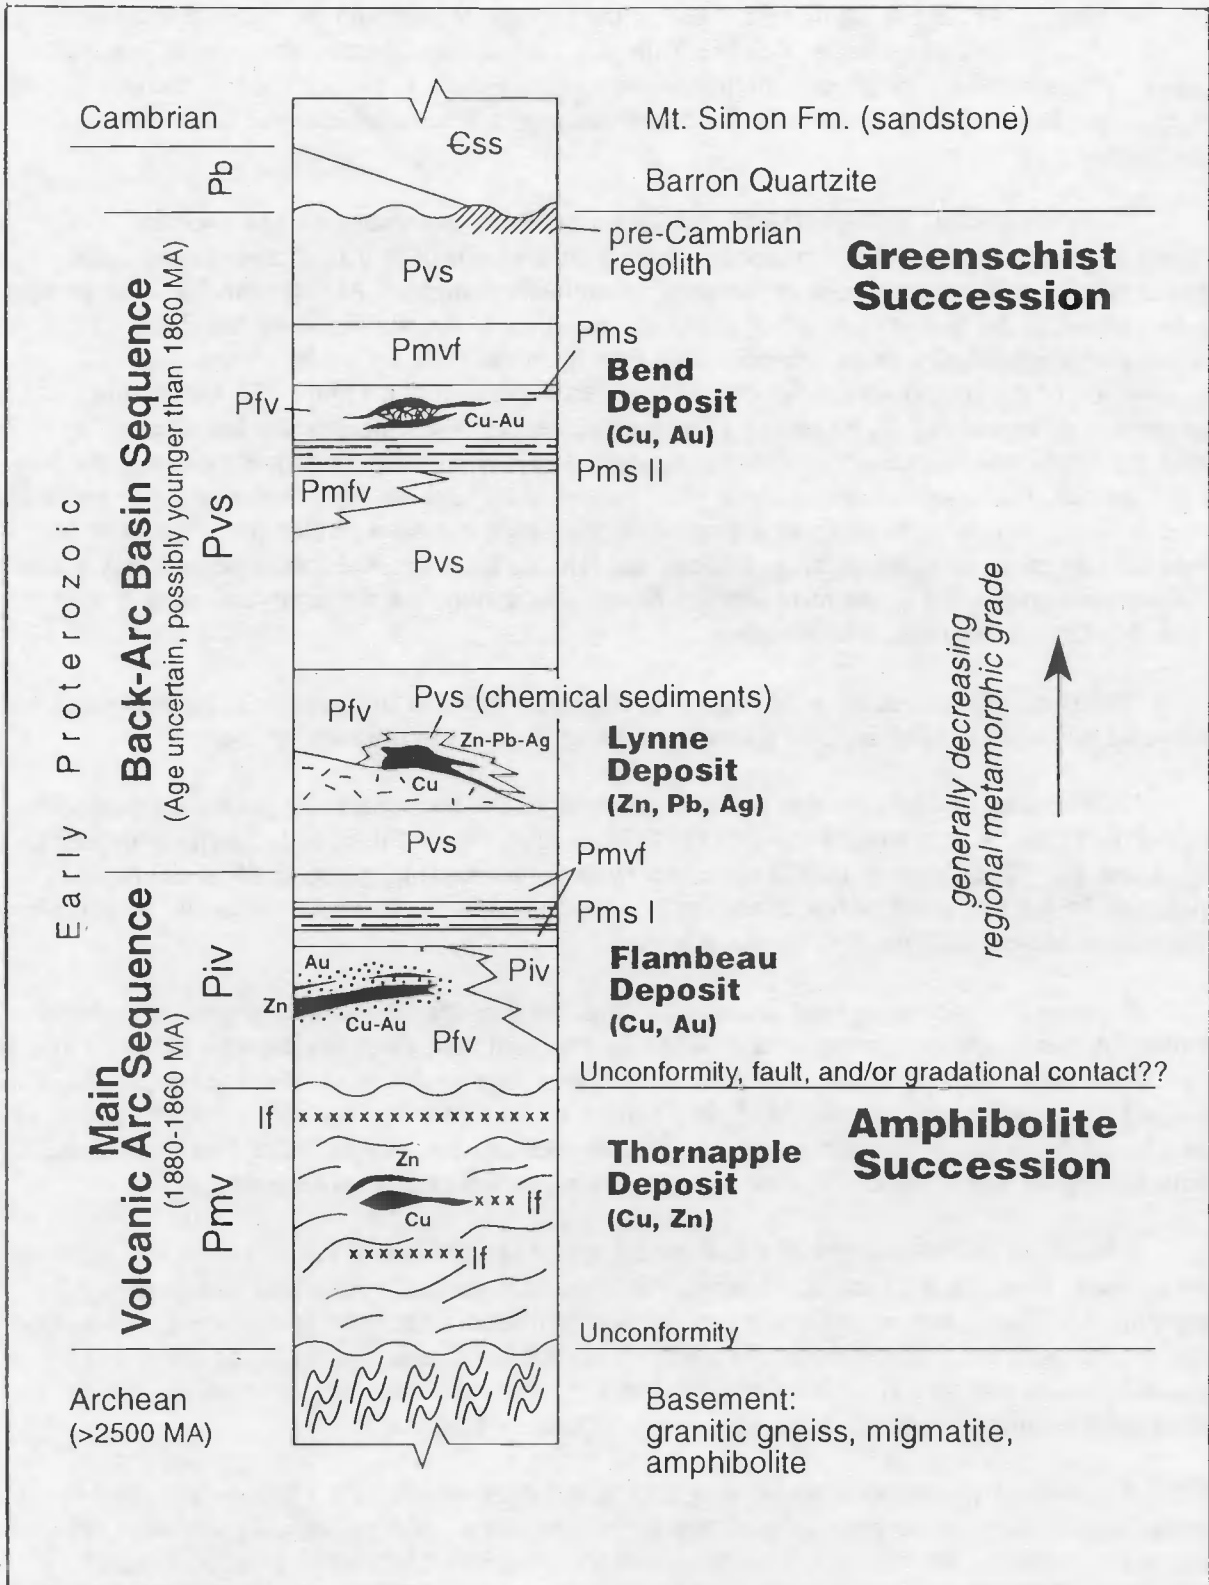 Cambrian
Pb
Early Proterozoic
Back-Arc Basin Sequence
(Age uncertain, possibly younger than 1860 MA)
Pvs
Main
Volcanic Arc Sequence
(1880-1860 MA)
Piv
Pmv
Archean
(>2500 MA)
Єss
Pvs
Pmvf
Pfv
Cu-Au
Pmfv
Pvs
Pfv
Pvs (chemical sediments)
Zn-Pb-Ag
Cu
Pvs
Au
Zn
Cu-Au
Piv
Pfv
If
Zn
If
Cu
If
Mt. Simon Fm. (sandstone)
Barron Quartzite
pre-Cambrian
regolith
Greenschist
Succession
Pms
Bend
Deposit
(Cu, Au)
Pms II
generally decreasing
regional metamorphic grade
Lynne
Deposit
(Zn, Pb, Ag)
Pmvf
Pms I
Flambeau
Deposit
(Cu, Au)
Unconformity, fault, and/or gradational contact??
Amphibolite
Succession
Thornapple
Deposit
(Cu, Zn)
Unconformity
Basement:
granitic gneiss, migmatite,
amphibolite